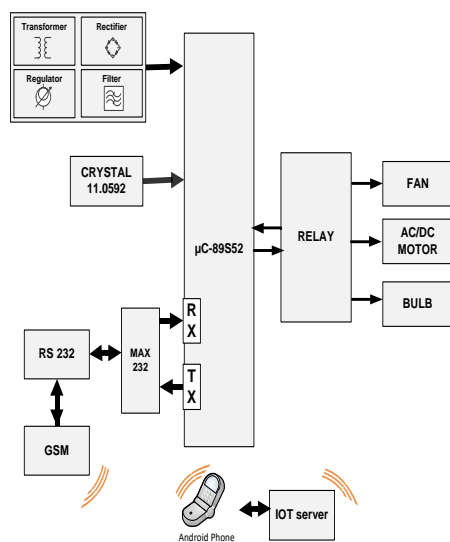 Transformer
Rectifier
Regulator
Filter
CRYSTAL
11.0592
µC-89S52
RELAY
FAN
AC/DC
MOTOR
BULB
R
X
T
X
MAX
232
RS 232
GSM
Android Phone
IOT server